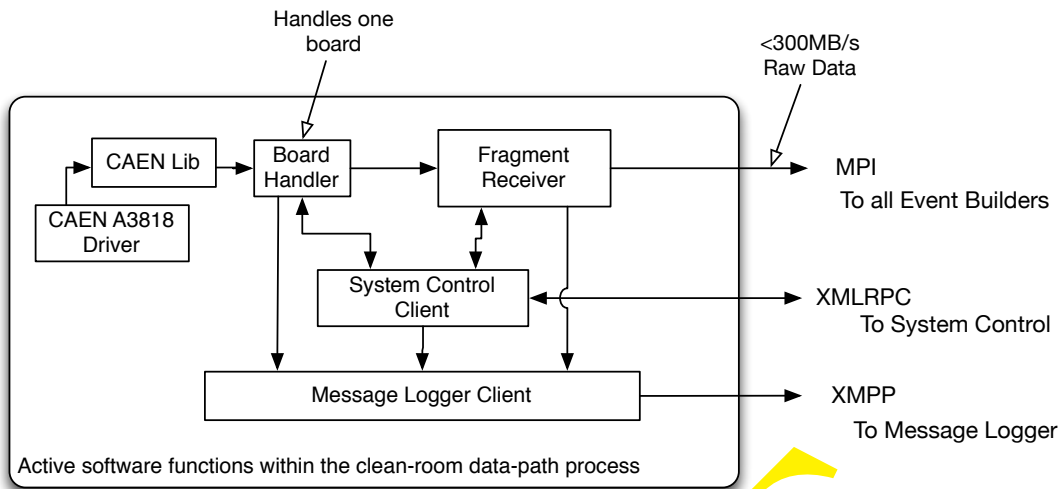 Handles one
board
<300MB/s
Raw Data
CAEN Lib
Board
Handler
Fragment
Receiver
MPI
To all Event Builders
CAEN A3818
Driver
System Control
Client
XMLRPC
To System Control
Message Logger Client
XMPP
To Message Logger
Active software functions within the clean-room data-path process